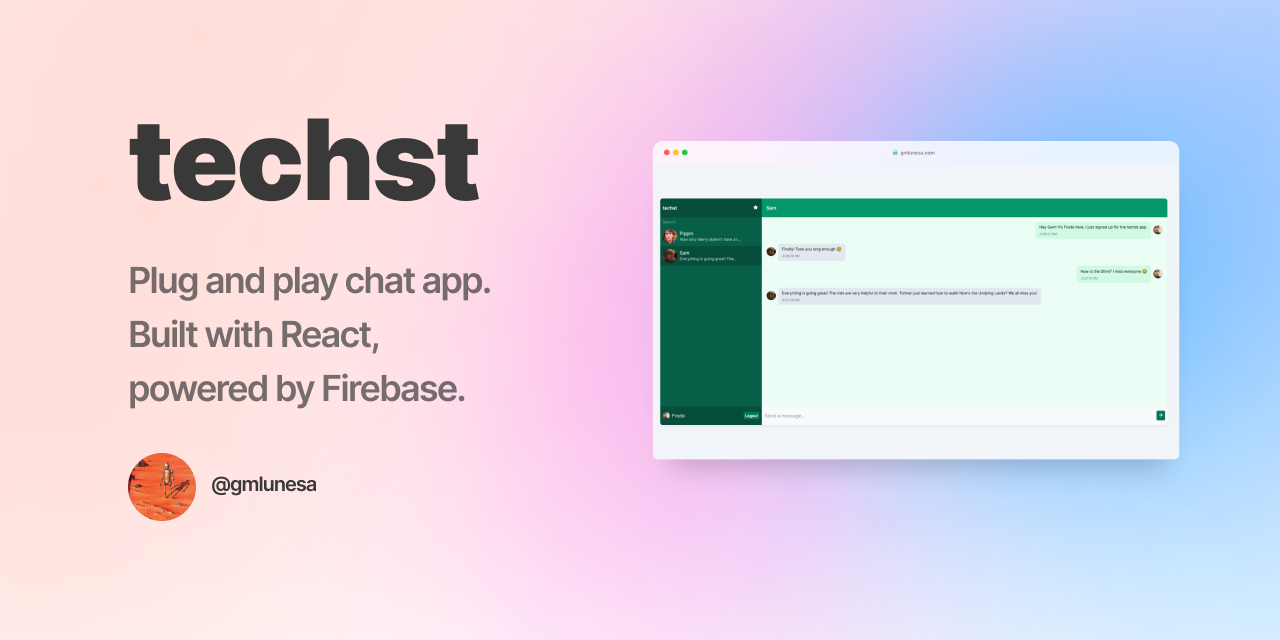 techst
Plug and play chat app.
Built with React,
powered by Firebase.
@gmlunesa
gmlunesa.com
techst
Sam
Search
Pippin
Sam
Everything is going great! The...
Frodo
Logout
Hey Sam! It's Frodo here. I just signed up for the techst app.
Finally! Took you long enough 😄
How is the Shire? I miss everyone 😢
Everything is going great! The kids are very helpful to their mom. Tolman just learned how to walk! How's the Undying Lands? We all miss you!
Send a message...